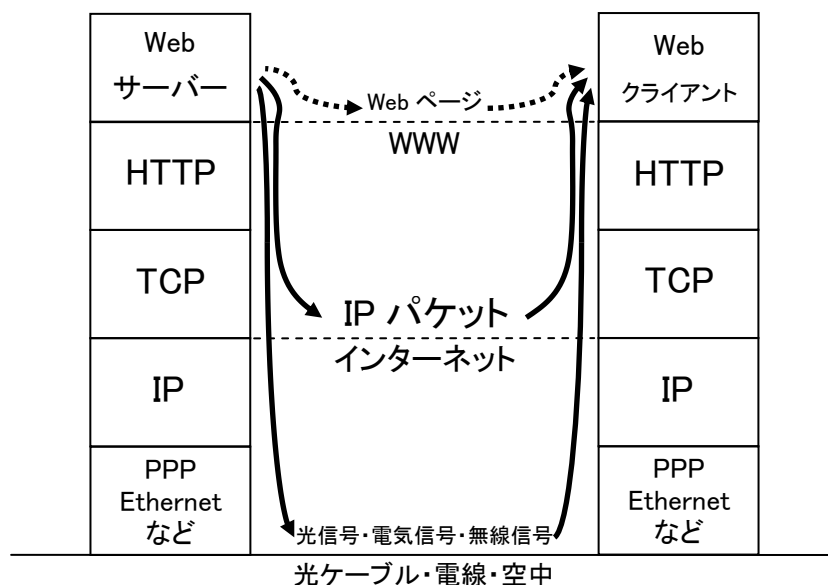 Web
サーバー
HTTP
TCP
IP
PPP
Ethernet
など
Web ページ
WWW
IP パケット
インターネット
光信号・電気信号・無線信号
光ケーブル・電線・空中
Web
クライアント
HTTP
TCP
IP
PPP
Ethernet
など